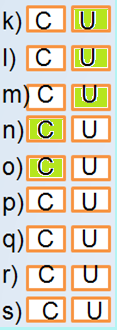 k) C U
l) C U
m) C U
n) C U
o) C U
p) C U
q) C U
r) C U
s) C U